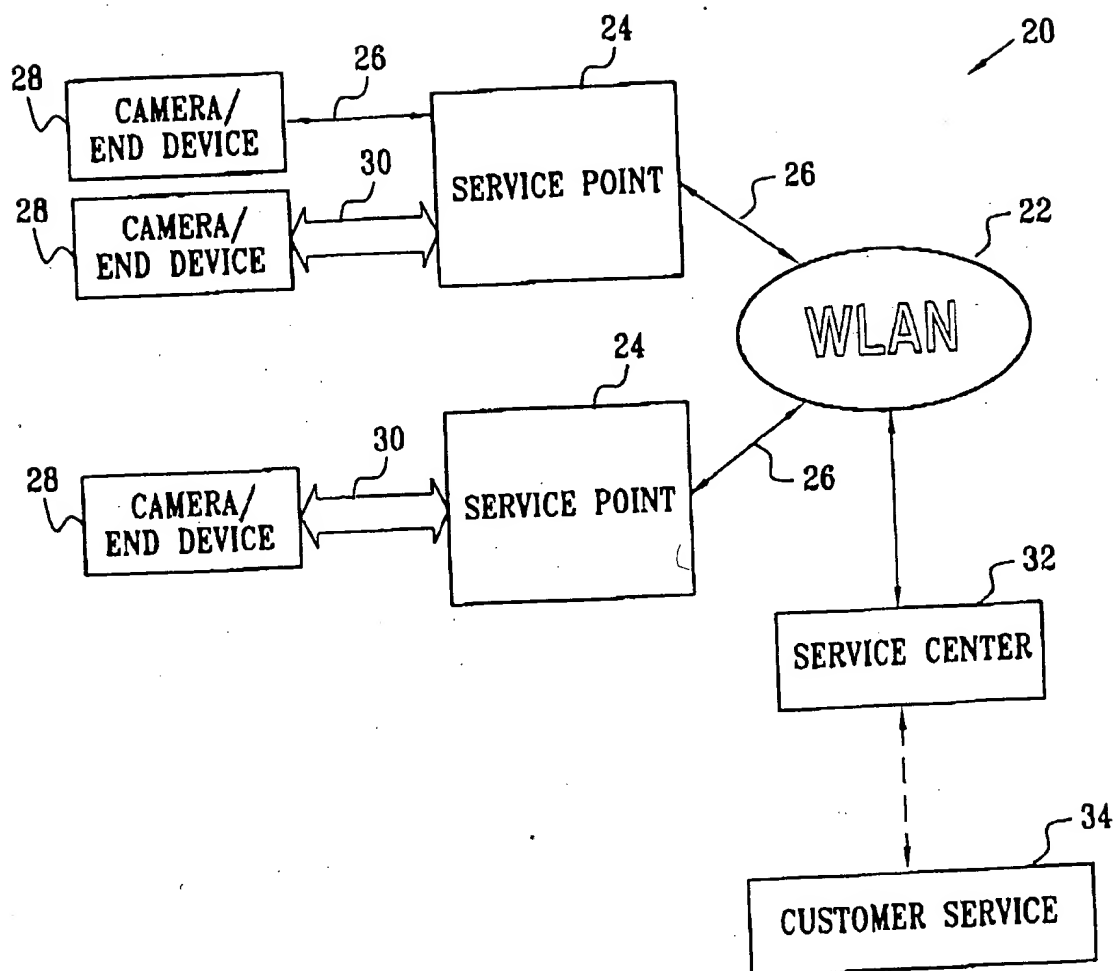 20
24
28
26
CAMERA/
END DEVICE
30
SERVICE POINT
28
CAMERA/
END DEVICE
26
22
WLAN
24
30
28
CAMERA/
END DEVICE
SERVICE POINT
26
32
SERVICE CENTER
34
CUSTOMER SERVICE